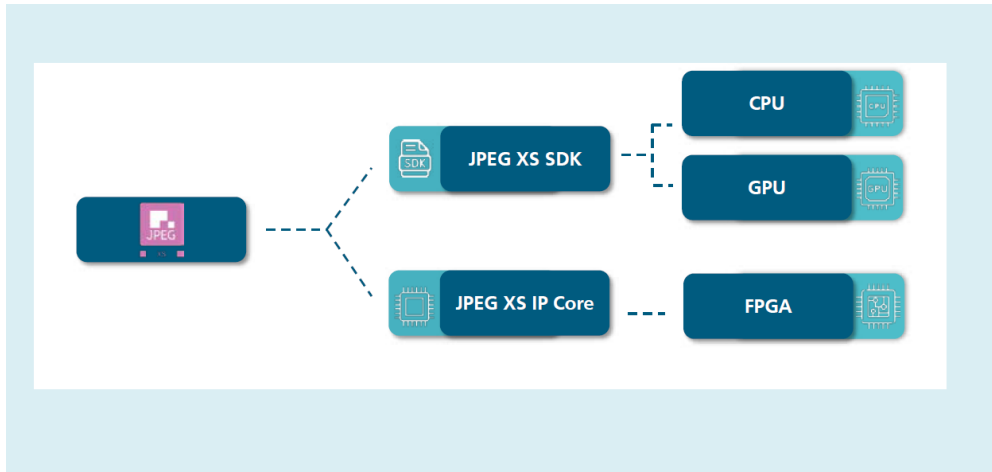 JPEG
SDK
JPEG XS SDK
CPU
CPU
GPU
GPU
JPEG XS IP Core
FPGA